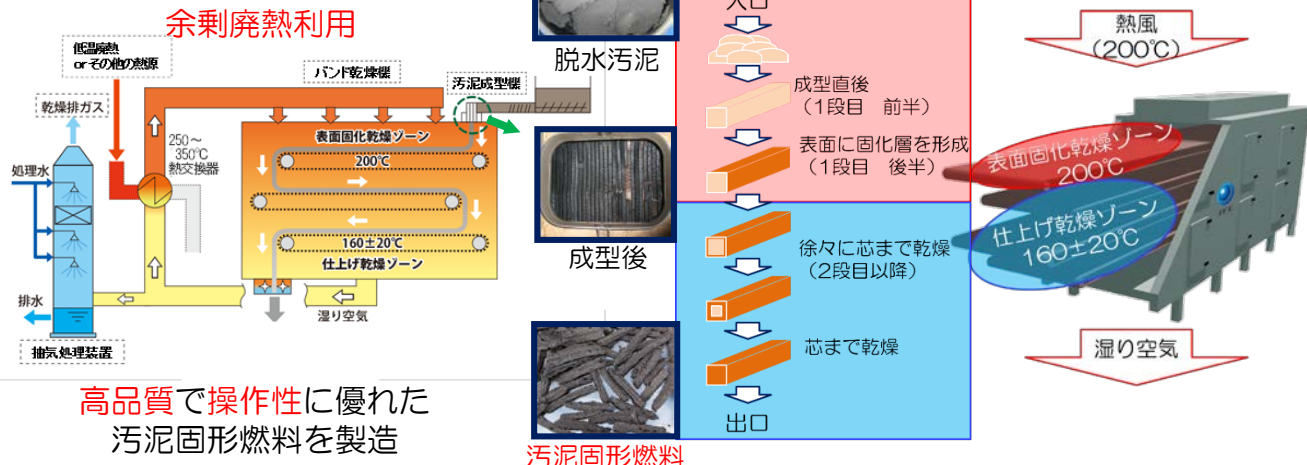 余剰廃熱利用
低温廃熱
or その他の熱源
バンド乾燥機
汚泥成型機
乾燥排ガス
250～
350℃
熱交換器
処理水
表面固化乾燥ゾーン
200℃
160±20℃
仕上げ乾燥ゾーン
排水
湿り空気
抽気処理装置
高品質で操作性に優れた
汚泥固形燃料を製造
脱水汚泥
成型後
汚泥固形燃料
入口
成型直後
（1段目　前半）
表面に固化層を形成
（1段目　後半）
徐々に芯まで乾燥
（2段目以降）
芯まで乾燥
出口
熱風
（200℃）
表面固化乾燥ゾーン
200℃
仕上げ乾燥ゾーン
160±20℃
湿り空気